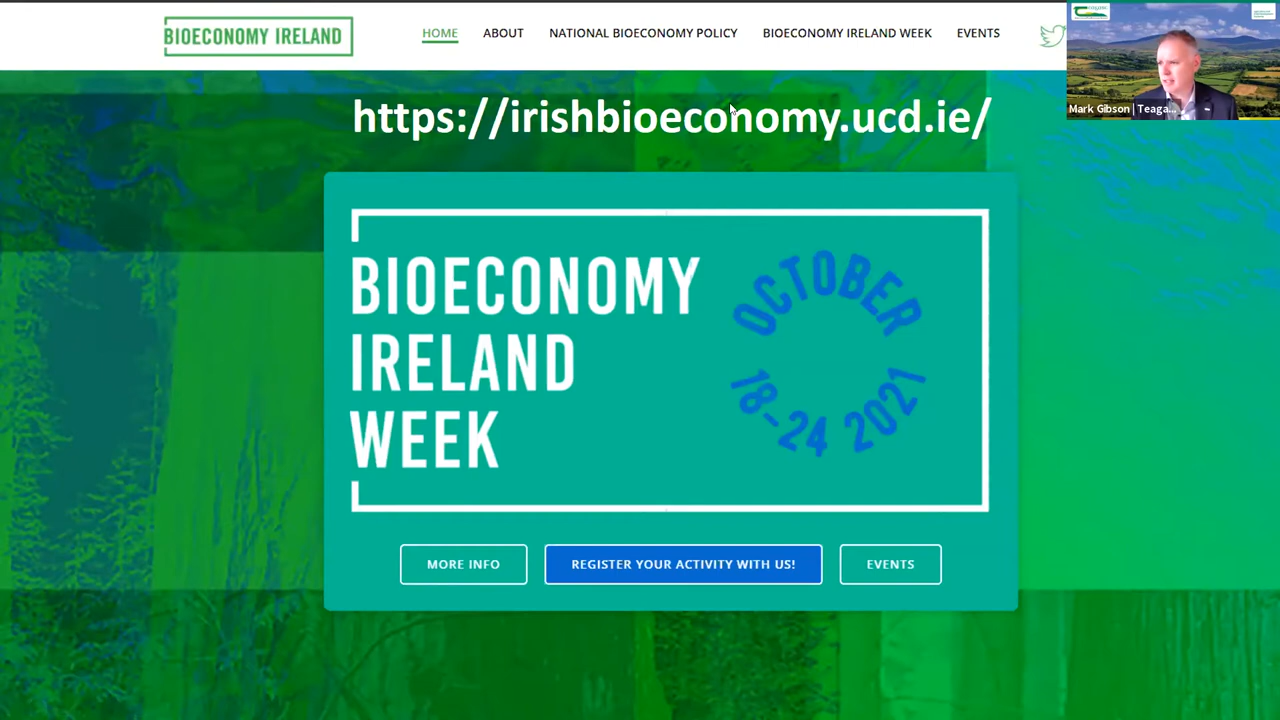 BIOECONOMY IRELAND
HOME ABOUT NATIONAL BIOECONOMY POLICY BIOECONOMY IRELAND WEEK EVENTS
Mark Gibson | Teaga...
https://irishbioeconomy.ucd.ie/
BIOECONOMY
IRELAND
WEEK
OCTOBER
18-24 2021
MORE INFO REGISTER YOUR ACTIVITY WITH US! EVENTS